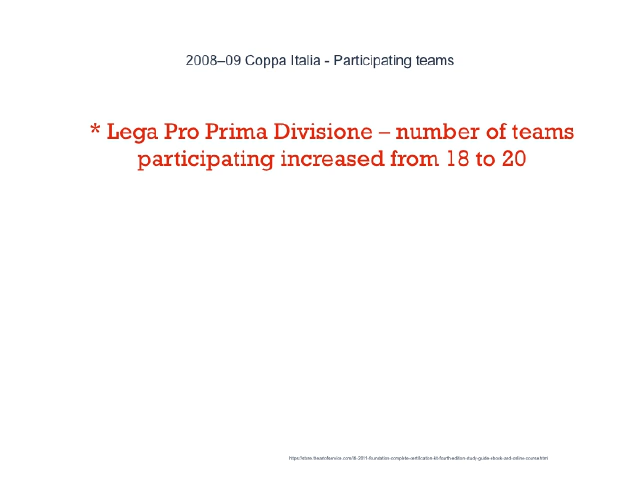 2008–09 Coppa Italia - Participating teams
* Lega Pro Prima Divisione – number of teams
participating increased from 18 to 20